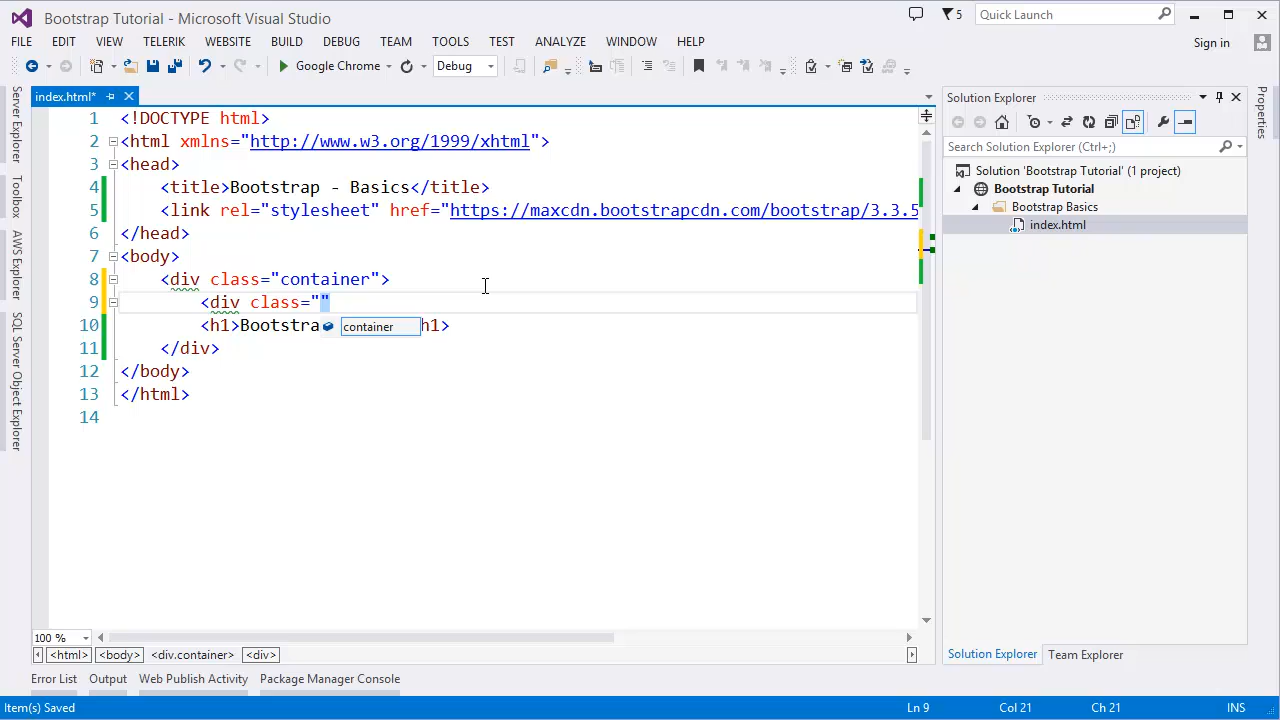 Bootstrap Tutorial - Microsoft Visual Studio
5
Quick Launch
FILE EDIT VIEW TELERIK WEBSITE BUILD DEBUG TEAM TOOLS TEST ANALYZE WINDOW HELP
Sign in
Google Chrome
Debug
index.html*
Server Explorer
Toolbox
AWS Explorer
SQL Server Object Explorer
1 <!DOCTYPE html>
2 <html xmlns="http://www.w3.org/1999/xhtml">
3 <head>
4 <title>Bootstrap - Basics</title>
5 <link rel="stylesheet" href="https://maxcdn.bootstrapcdn.com/bootstrap/3.3.5
6 </head>
7 <body>
8 <div class="container">
9 <div class=""
10 <h1>Bootstra h1>
container
11 </div>
12 </body>
13 </html>
14
100 %
<html> <body> <div.container> <div>
Solution Explorer
Search Solution Explorer (Ctrl+;)
Solution 'Bootstrap Tutorial' (1 project)
Bootstrap Tutorial
Bootstrap Basics
index.html
Solution Explorer Team Explorer
Properties
Error List Output Web Publish Activity Package Manager Console
Item(s) Saved Ln 9 Col 21 Ch 21 INS